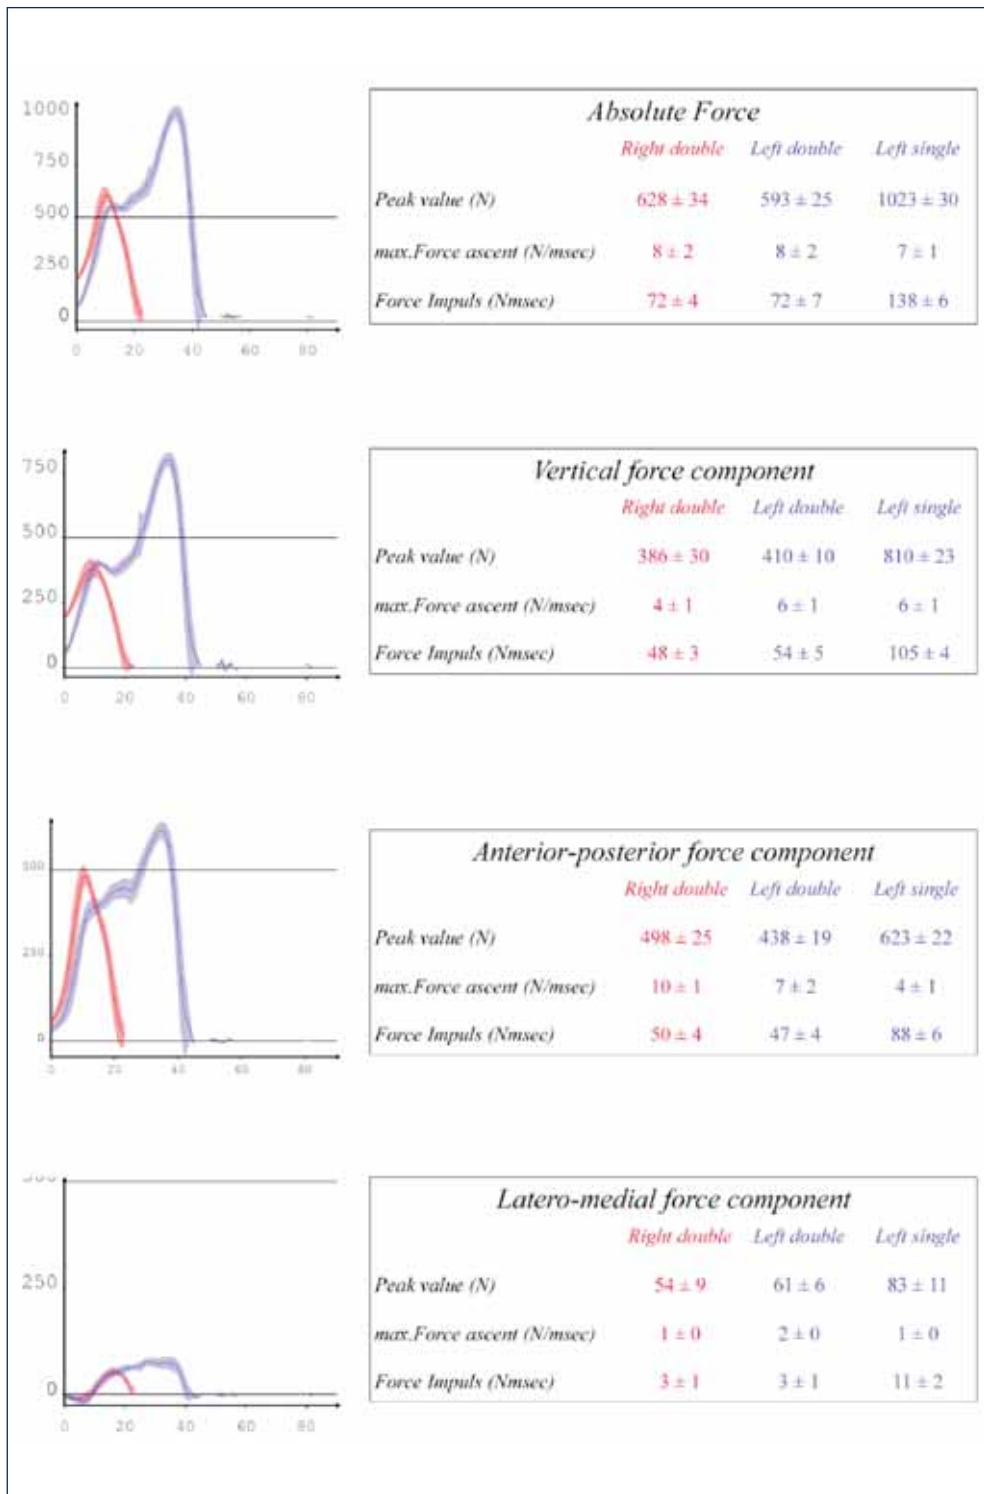 Absolute Force
Right double Left double Left single
Peak value (N) 628 ± 34 593 ± 25 1023 ± 30
max.Force ascent (N/msec) 8 ± 2 8 ± 2 7 ± 1
Force Impuls (Nmsec) 72 ± 4 72 ± 7 138 ± 6
1000
750
500
250
0
0 20 40 60 80
Vertical force component
Right double Left double Left single
Peak value (N) 386 ± 30 410 ± 10 810 ± 23
max.Force ascent (N/msec) 4 ± 1 6 ± 1 6 ± 1
Force Impuls (Nmsec) 48 ± 3 54 ± 5 105 ± 4
750
500
250
0
0 20 40 60 80
Anterior-posterior force component
Right double Left double Left single
Peak value (N) 498 ± 25 438 ± 19 623 ± 22
max.Force ascent (N/msec) 10 ± 1 7 ± 2 4 ± 1
Force Impuls (Nmsec) 50 ± 4 47 ± 4 88 ± 6
500
250
0
0 20 40 60 80
Latero-medial force component
Right double Left double Left single
Peak value (N) 54 ± 9 61 ± 6 83 ± 11
max.Force ascent (N/msec) 1 ± 0 2 ± 0 1 ± 0
Force Impuls (Nmsec) 3 ± 1 3 ± 1 11 ± 2
250
0
0 20 40 60 80